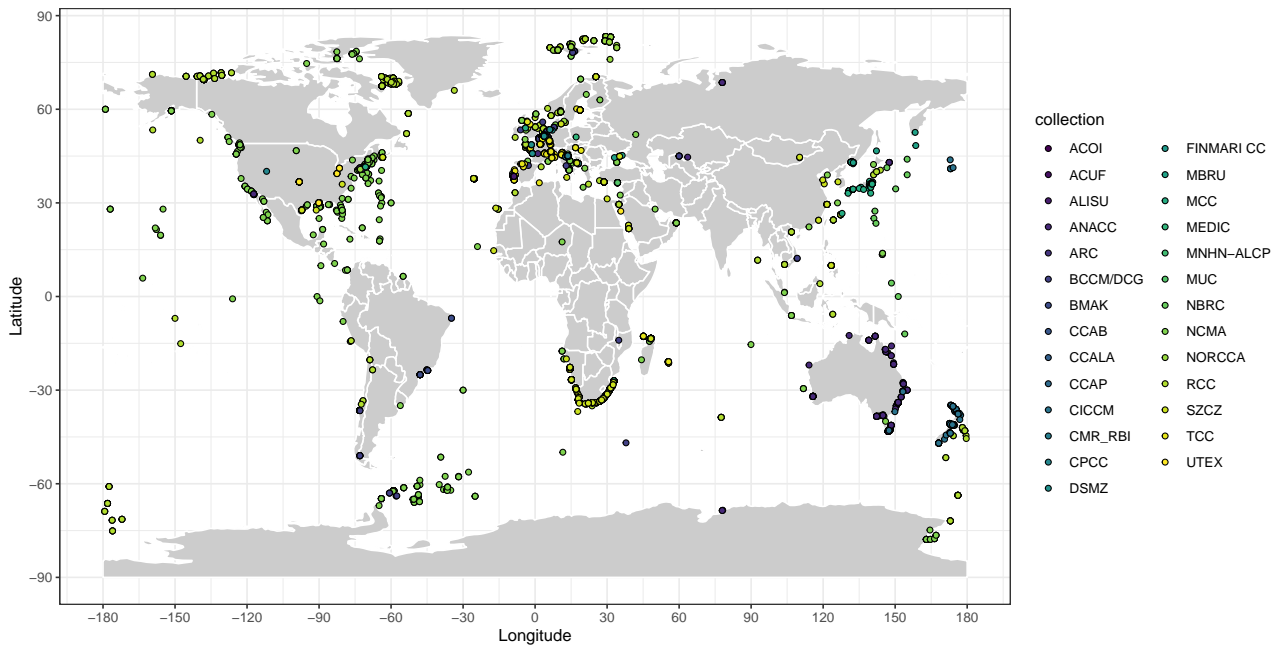 90
60
30
0
−30
−60
−90
Latitude
−180 −150 −120 −90 −60 −30 0 30 60 90 120 150 180
Longitude
collection
ACOI
ACUF
ALISU
ANACC
ARC
BCCM/DCG
BMAK
CCAB
CCALA
CCAP
CICCM
CMR_RBI
CPCC
DSMZ
FINMARI CC
MBRU
MCC
MEDIC
MNHN−ALCP
MUC
NBRC
NCMA
NORCCA
RCC
SZCZ
TCC
UTEX